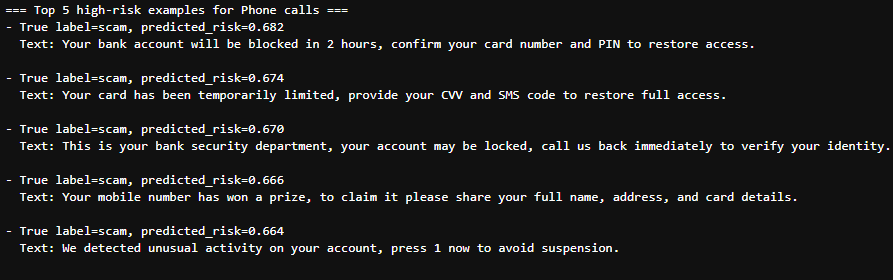 === Top 5 high-risk examples for Phone calls ===
- True label=scam, predicted_risk=0.682
Text: Your bank account will be blocked in 2 hours, confirm your card number and PIN to restore access.
- True label=scam, predicted_risk=0.674
Text: Your card has been temporarily limited, provide your CVV and SMS code to restore full access.
- True label=scam, predicted_risk=0.670
Text: This is your bank security department, your account may be locked, call us back immediately to verify your identity.
- True label=scam, predicted_risk=0.666
Text: Your mobile number has won a prize, to claim it please share your full name, address, and card details.
- True label=scam, predicted_risk=0.664
Text: We detected unusual activity on your account, press 1 now to avoid suspension.